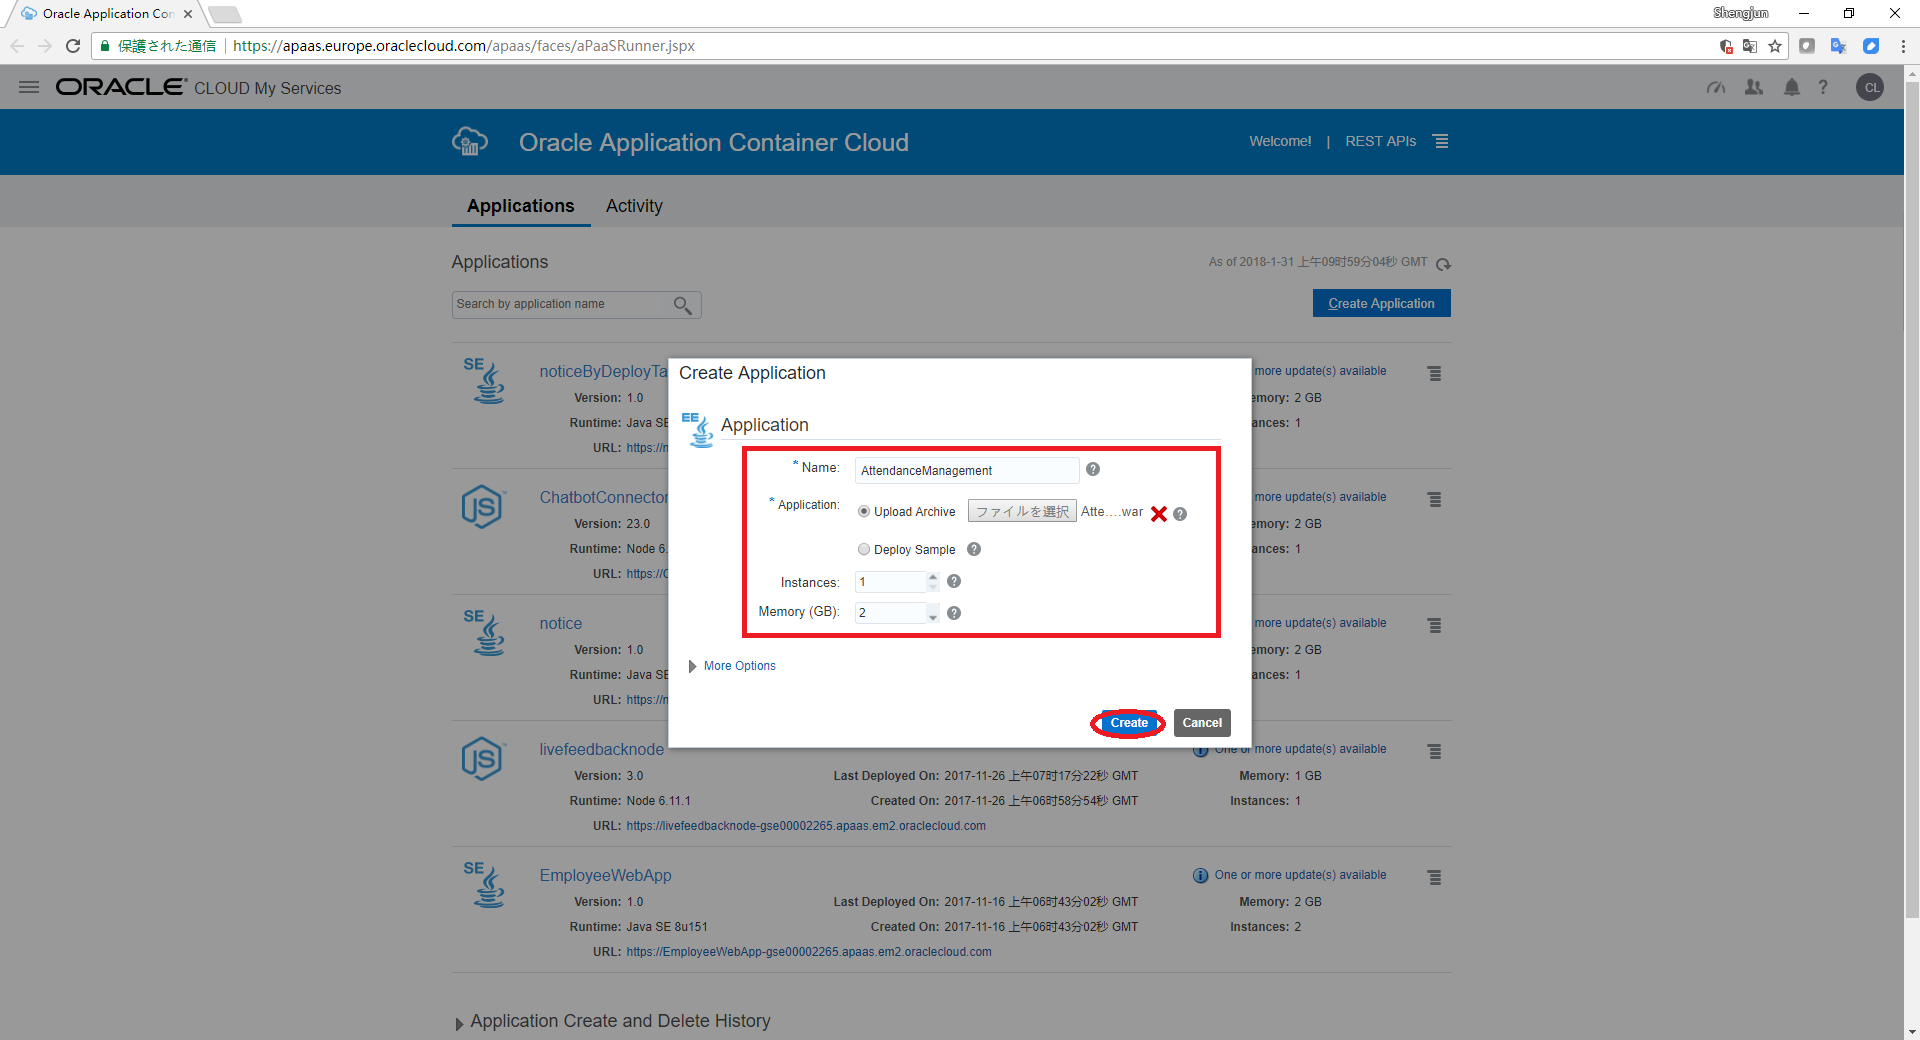 Oracle Application Con
Shengjun
保護された通信 https://apaas.europe.oraclecloud.com/apaas/faces/aPaaSRunner.jspx
ORACLE CLOUD My Services
? CL
Oracle Application Container Cloud
Welcome! | REST APIs
Applications Activity
Applications
As of 2018-1-31 上午09时59分04秒 GMT
Search by application name
Create Application
SE
noticeByDeployTa
more update(s) available
Version: 1.0
emory: 2 GB
Runtime: Java SE
ances: 1
URL: https://n
JS
ChatbotConnector
more update(s) available
Version: 23.0
emory: 2 GB
Runtime: Node 6.
ances: 1
URL: https://C
SE
notice
more update(s) available
Version: 1.0
emory: 2 GB
Runtime: Java SE
ances: 1
URL: https://n
Create Application
EE
Application
* Name: AttendanceManagement ?
* Application: Upload Archive ファイルを選択 Atte....war ?
Deploy Sample ?
Instances: 1 ?
Memory (GB): 2 ?
More Options
Create Cancel
JS
livefeedbacknode
One or more update(s) available
Version: 3.0
Last Deployed On: 2017-11-26 上午07时17分22秒 GMT
Memory: 1 GB
Runtime: Node 6.11.1
Created On: 2017-11-26 上午06时58分54秒 GMT
Instances: 1
URL: https://livefeedbacknode-gse00002265.apaas.em2.oraclecloud.com
SE
EmployeeWebApp
One or more update(s) available
Version: 1.0
Last Deployed On: 2017-11-16 上午06时43分02秒 GMT
Memory: 2 GB
Runtime: Java SE 8u151
Created On: 2017-11-16 上午06时43分02秒 GMT
Instances: 2
URL: https://EmployeeWebApp-gse00002265.apaas.em2.oraclecloud.com
Application Create and Delete History